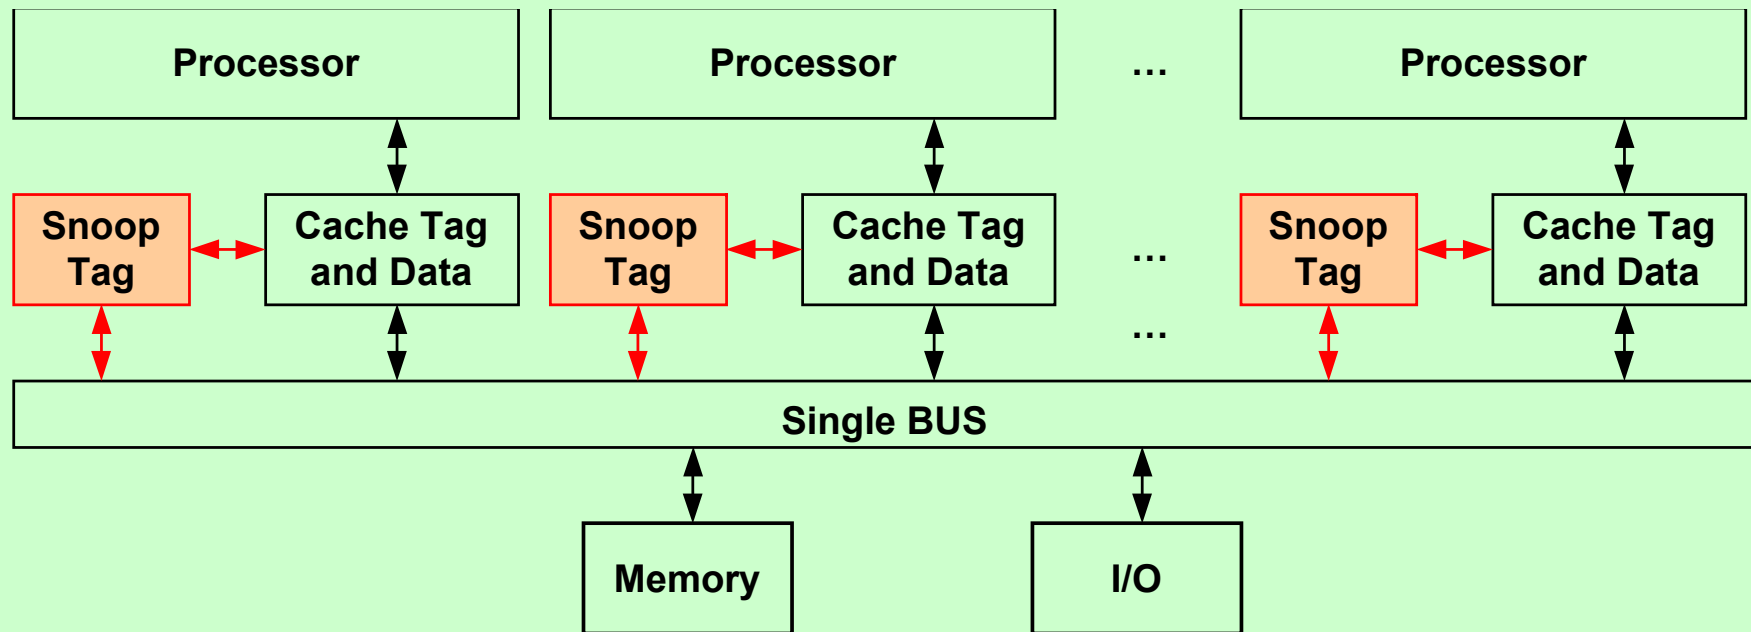 Processor Processor … Processor
Snoop Tag Cache Tag and Data Snoop Tag Cache Tag and Data … Snoop Tag Cache Tag and Data
…
Single BUS
Memory I/O